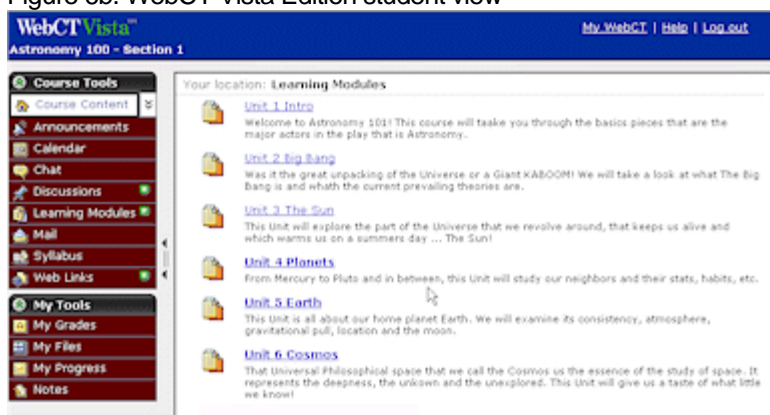 Figure 6b. WebCT Vista Edition student view
WebCT Vista™
My WebCT | Help | Log out
Astronomy 100 - Section 1
Course Tools
Course Content
Announcements
Calendar
Chat
Discussions
Learning Modules
Mail
Syllabus
Web Links
My Tools
My Grades
My Files
My Progress
Notes
Your location: Learning Modules
Unit 1 Intro
Welcome to Astronomy 101! This course will taake you through the basics pieces that are the
major actors in the play that is Astronomy.
Unit 2 Big Bang
Was it the great unpacking of the Universe or a Giant KABOOM! We will take a look at what The Big
Bang is and whath the current prevailing theories are.
Unit 3 The Sun
This Unit will explore the part of the Universe that we revolve around, that keeps us alive and
which warms us on a summers day ... The Sun!
Unit 4 Planets
From Mercury to Pluto and in between, this Unit will study our neighbors and their stats, habits, etc.
Unit 5 Earth
This Unit is all about our home planet Earth. We will examine its consistency, atmosphere,
gravitational pull, location and the moon.
Unit 6 Cosmos
That Universal Philosophical space that we call the Cosmos us the essence of the study of space. It
represents the deepness, the unkown and the unexplored. This Unit will give us a taste of what little
we know!